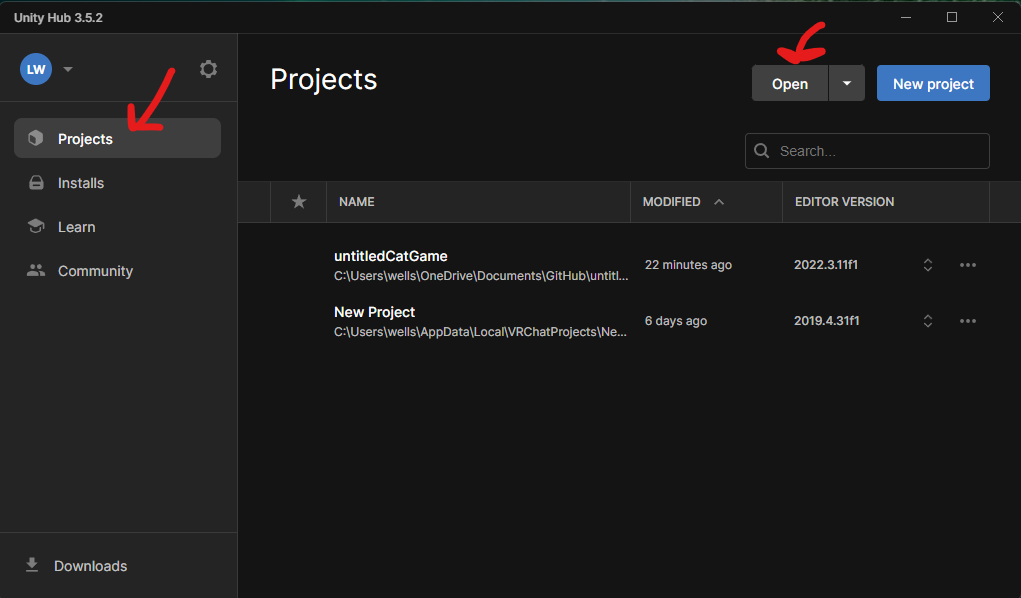 Unity Hub 3.5.2
LW
Projects
Installs
Learn
Community
Downloads
Projects
Open
New project
Search...
NAME
MODIFIED
EDITOR VERSION
untitledCatGame
C:\Users\wells\OneDrive\Documents\GitHub\untitl...
22 minutes ago
2022.3.11f1
New Project
C:\Users\wells\AppData\Local\VRChatProjects\Ne...
6 days ago
2019.4.31f1